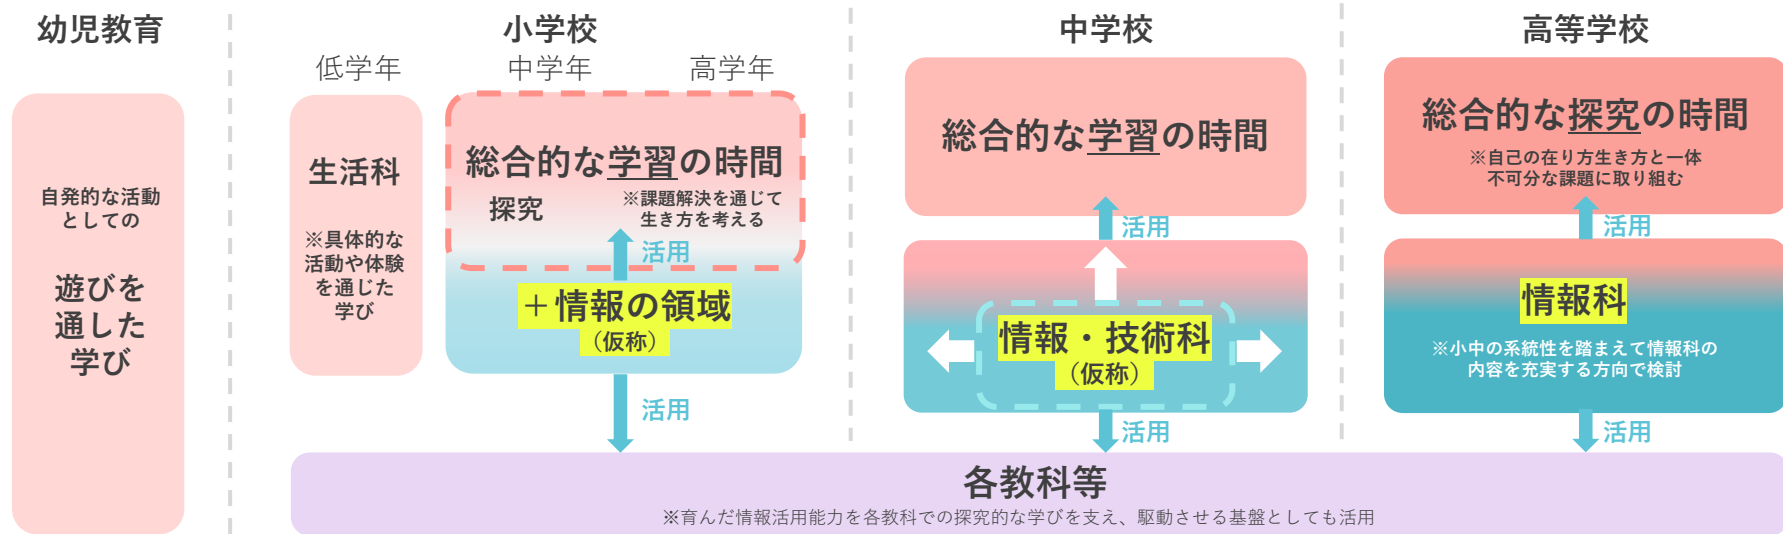 幼児教育
自発的な活動
としての
遊びを
通した
学び
小学校
低学年
中学年
高学年
生活科
※具体的な
活動や体験
を通じた
学び
総合的な学習の時間
探究
※課題解決を通じて
生き方を考える
活用
＋情報の領域
（仮称）
活用
中学校
総合的な学習の時間
活用
情報・技術科
（仮称）
活用
高等学校
総合的な探究の時間
※自己の在り方生き方と一体
不可分な課題に取り組む
活用
情報科
※小中の系統性を踏まえて情報科の
内容を充実する方向で検討
活用
各教科等
※育んだ情報活用能力を各教科での探究的な学びを支え、駆動させる基盤としても活用